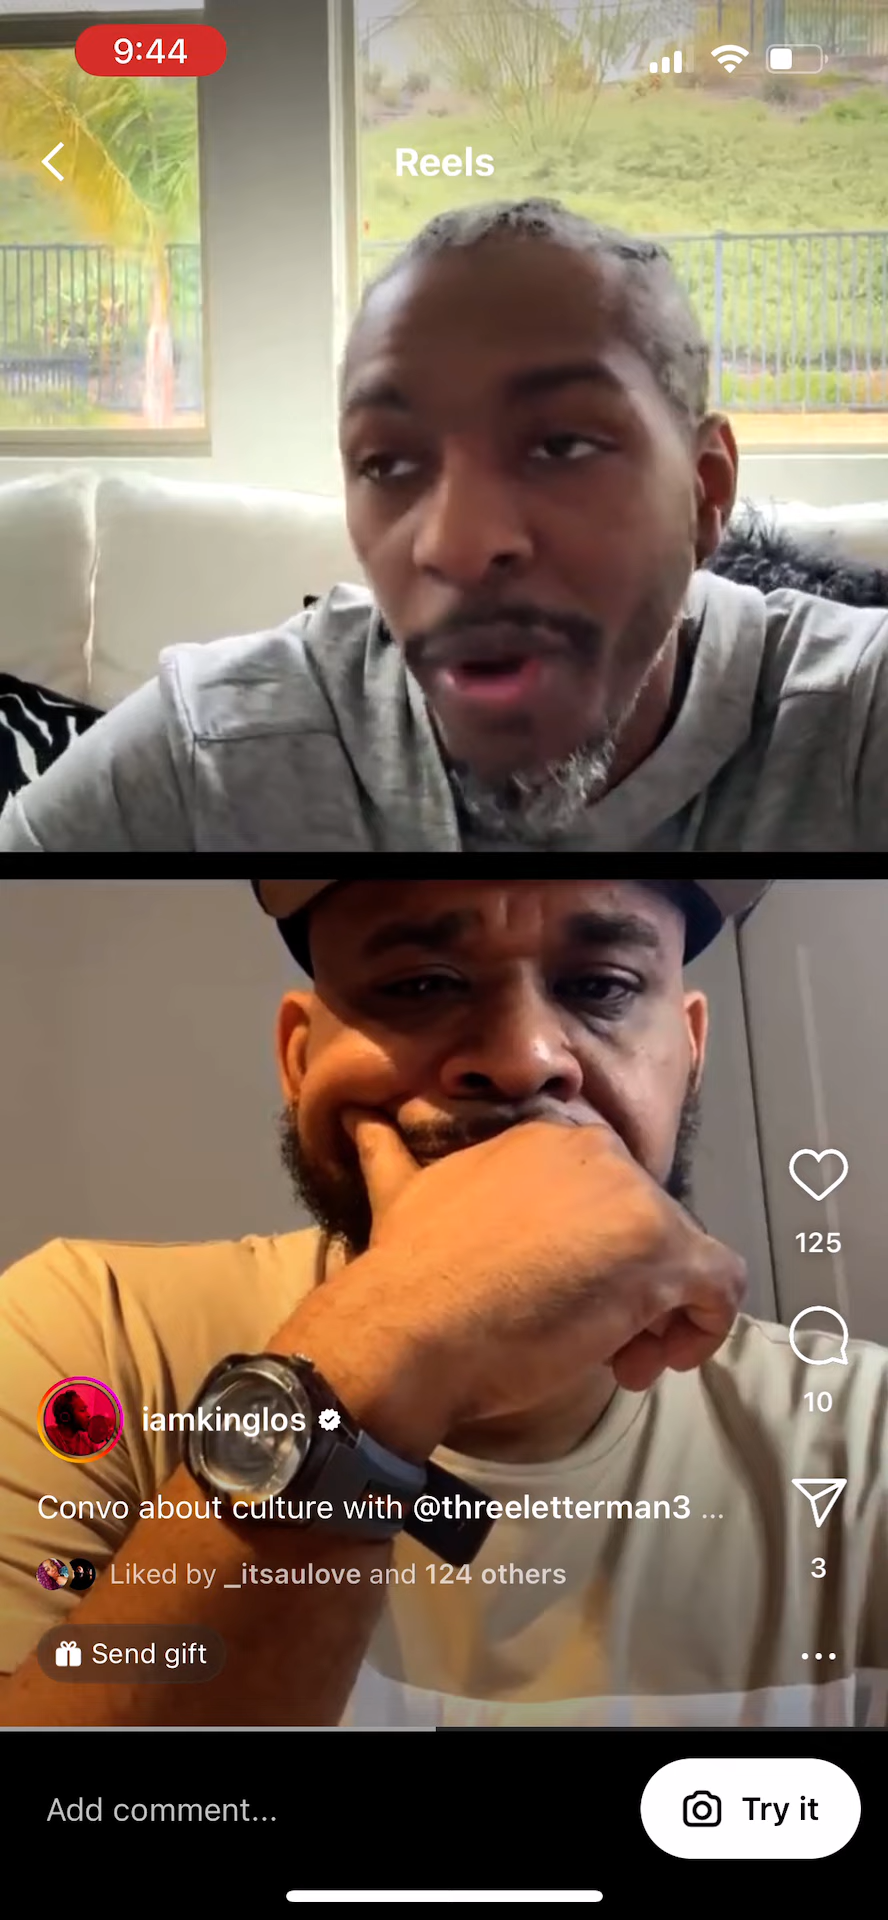 9:44
Reels
125
10
iamkinglos
Convo about culture with @threeletterman3 ...
Liked by _itsaulove and 124 others
3
Send gift
Add comment...
Try it